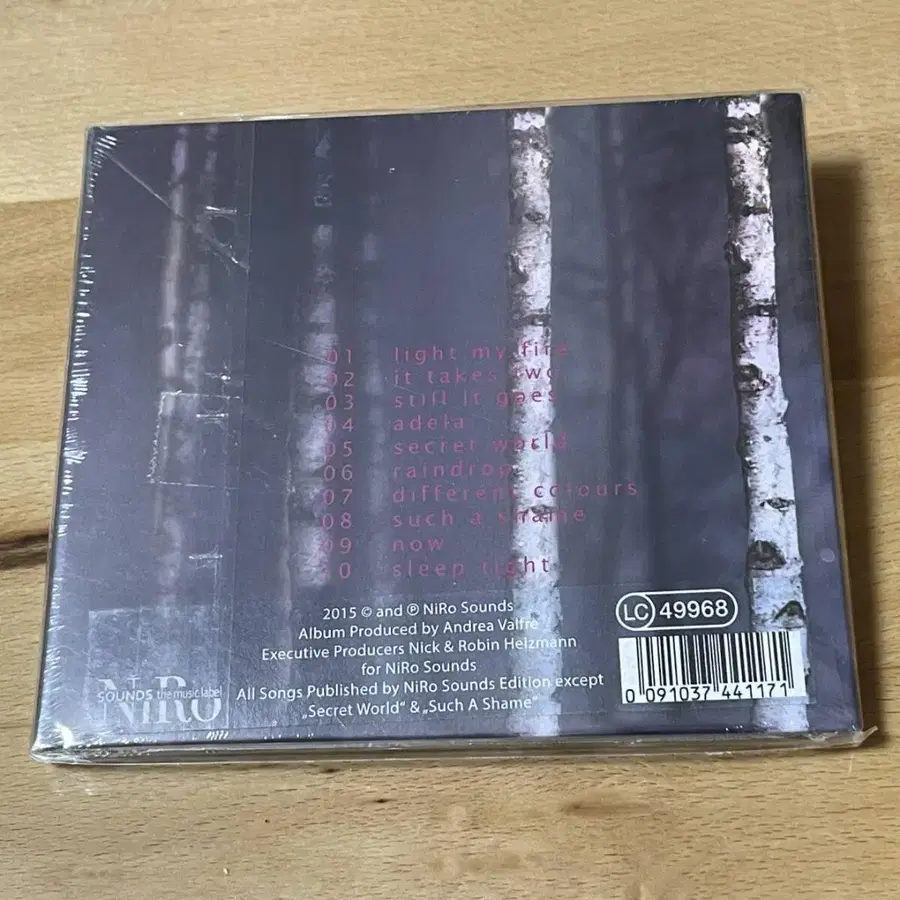 01 light my fire
02 it takes two
03 still it goes
04 adela
05 secret world
06 raindrop
07 different colours
08 such a shame
09 now
10 sleep tight
2015 © and ℗ NiRo Sounds
Album Produced by Andrea Valfré
Executive Producers Nick & Robin Helzmann
for NiRo Sounds
All Songs Published by NiRo Sounds Edition except
„Secret World“ & „Such A Shame“
SOUNDS the music label
NiRo
LC 49968
0 091037 441171